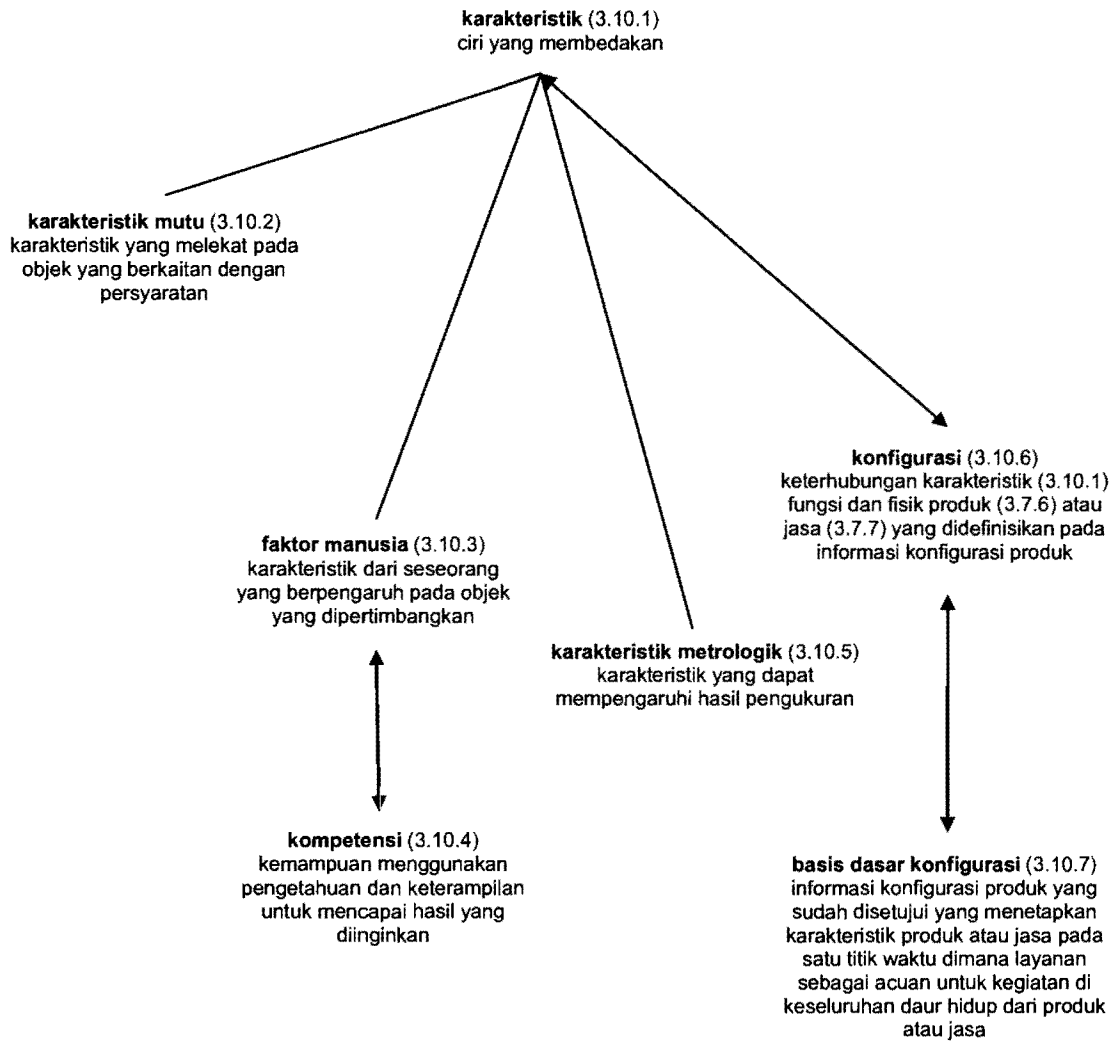 karakteristik (3.10.1)
ciri yang membedakan
karakteristik mutu (3.10.2)
karakteristik yang melekat pada
objek yang berkaitan dengan
persyaratan
konfigurasi (3.10.6)
keterhubungan karakteristik (3.10.1)
fungsi dan fisik produk (3.7.6) atau
jasa (3.7.7) yang didefinisikan pada
informasi konfigurasi produk
faktor manusia (3.10.3)
karakteristik dari seseorang
yang berpengaruh pada objek
yang dipertimbangkan
karakteristik metrologik (3.10.5)
karakteristik yang dapat
mempengaruhi hasil pengukuran
kompetensi (3.10.4)
kemampuan menggunakan
pengetahuan dan keterampilan
untuk mencapai hasil yang
diinginkan
basis dasar konfigurasi (3.10.7)
informasi konfigurasi produk yang
sudah disetujui yang menetapkan
karakteristik produk atau jasa pada
satu titik waktu dimana layanan
sebagai acuan untuk kegiatan di
keseluruhan daur hidup dari produk
atau jasa